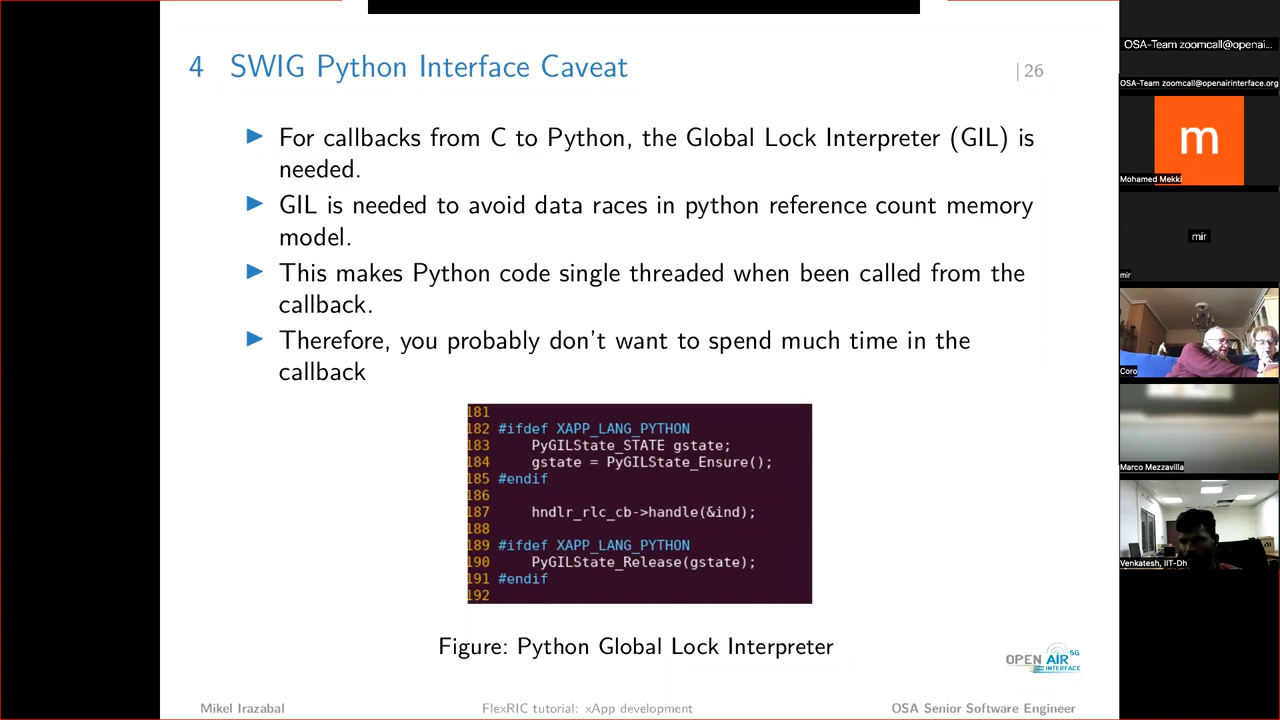 4 SWIG Python Interface Caveat
| 26
► For callbacks from C to Python, the Global Lock Interpreter (GIL) is
needed.
► GIL is needed to avoid data races in python reference count memory
model.
► This makes Python code single threaded when been called from the
callback.
► Therefore, you probably don't want to spend much time in the
callback
181
182 #ifdef XAPP_LANG_PYTHON
183 PyGILState_STATE gstate;
184 gstate = PyGILState_Ensure();
185 #endif
186
187 hndlr_rlc_cb->handle(&ind);
188
189 #ifdef XAPP_LANG_PYTHON
190 PyGILState_Release(gstate);
191 #endif
192
Figure: Python Global Lock Interpreter
OPEN AIR 5G
INTERFACE
Mikel Irazabal FlexRIC tutorial: xApp development OSA Senior Software Engineer
OSA-Team zoomcall@openai...
OSA-Team zoomcall@openairinterface.org
m
Mohamed Mekki
mir
mir
Coro
Marco Mezzavilla
Venkatesh, IIT-Dh